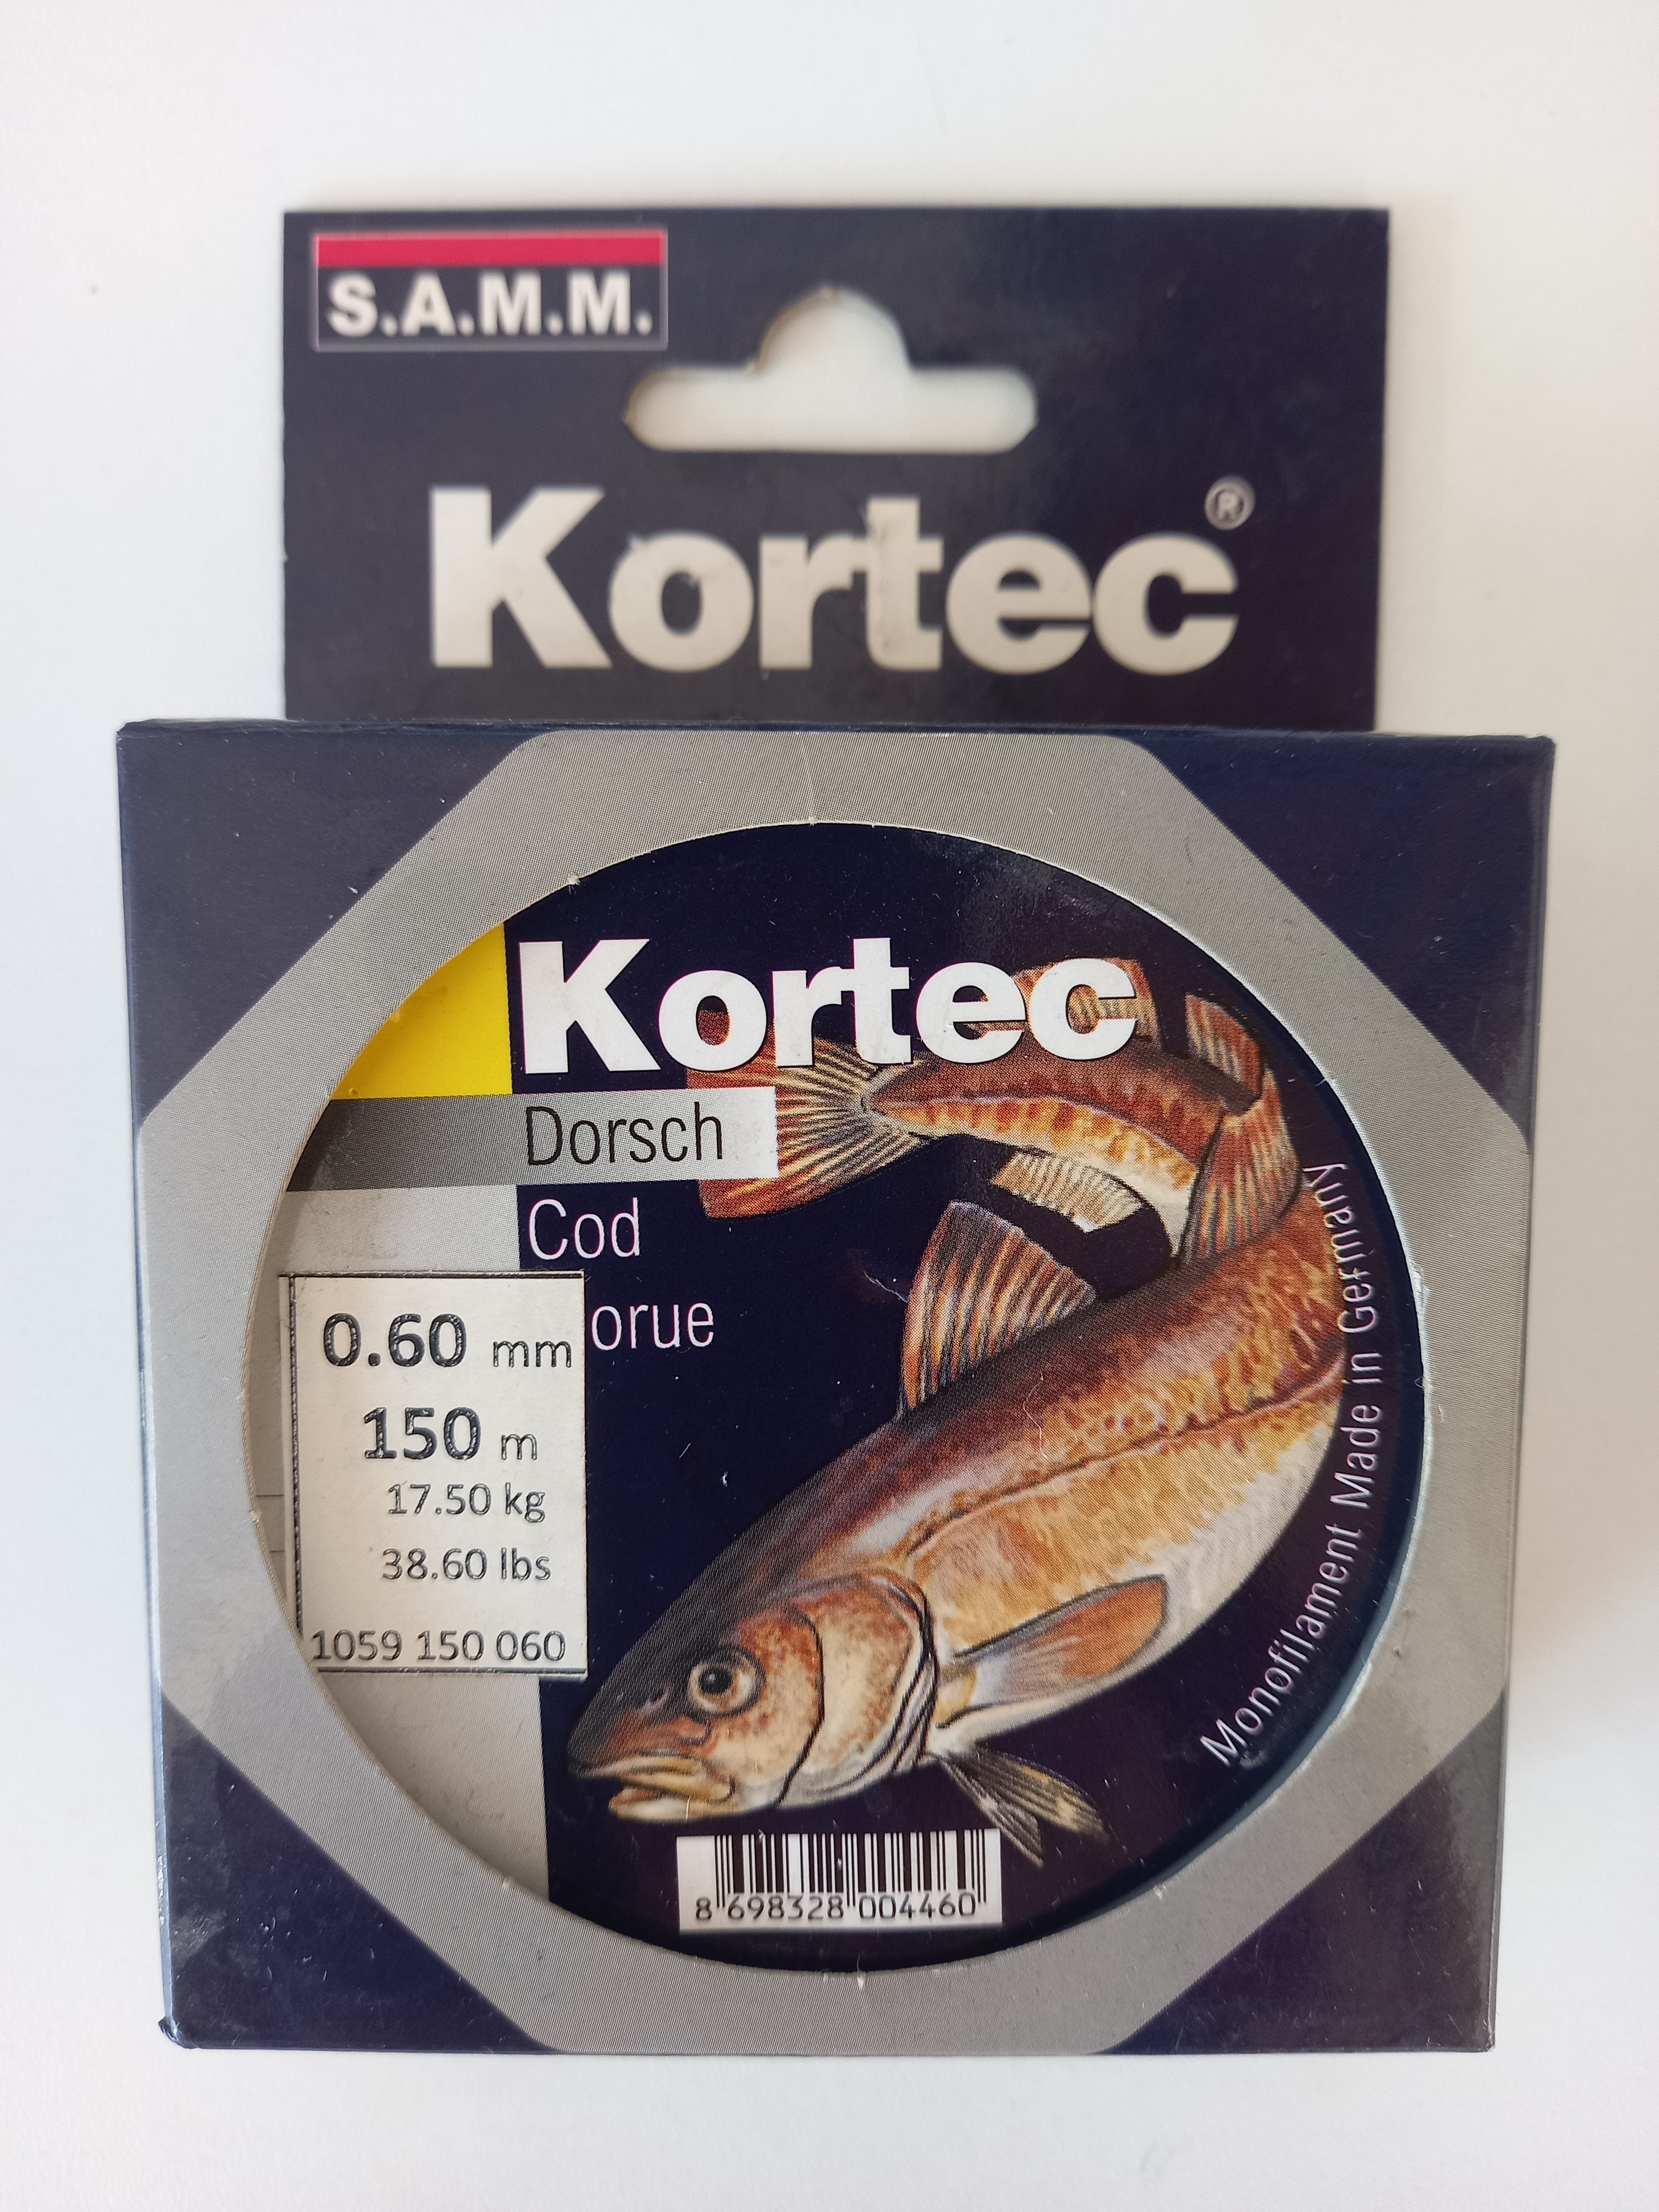 S.A.M.M.
Kortec®
Kortec
Dorsch
Cod
orue
0.60 mm
150 m
17.50 kg
38.60 lbs
1059 150 060
Monofilament Made in Germany
8 698328 004460